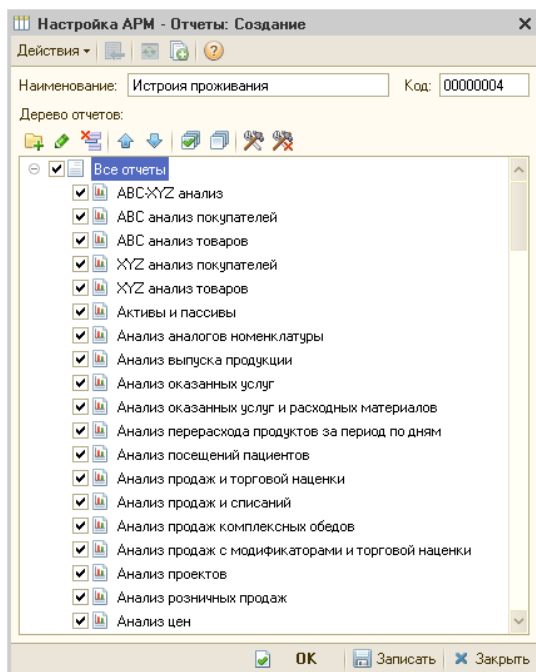 Настройка АРМ - Отчеты: Создание
Действия
Наименование: Истроия проживания Код: 00000004
Дерево отчетов:
Все отчеты
ABC-XYZ анализ
ABC анализ покупателей
ABC анализ товаров
XYZ анализ покупателей
XYZ анализ товаров
Активы и пассивы
Анализ аналогов номенклатуры
Анализ выпуска продукции
Анализ оказанных услуг
Анализ оказанных услуг и расходных материалов
Анализ перерасхода продуктов за период по дням
Анализ посещений пациентов
Анализ продаж и торговой наценки
Анализ продаж и списаний
Анализ продаж комплексных обедов
Анализ продаж с модификаторами и торговой наценки
Анализ проектов
Анализ розничных продаж
Анализ цен
OK Записать Закрыть